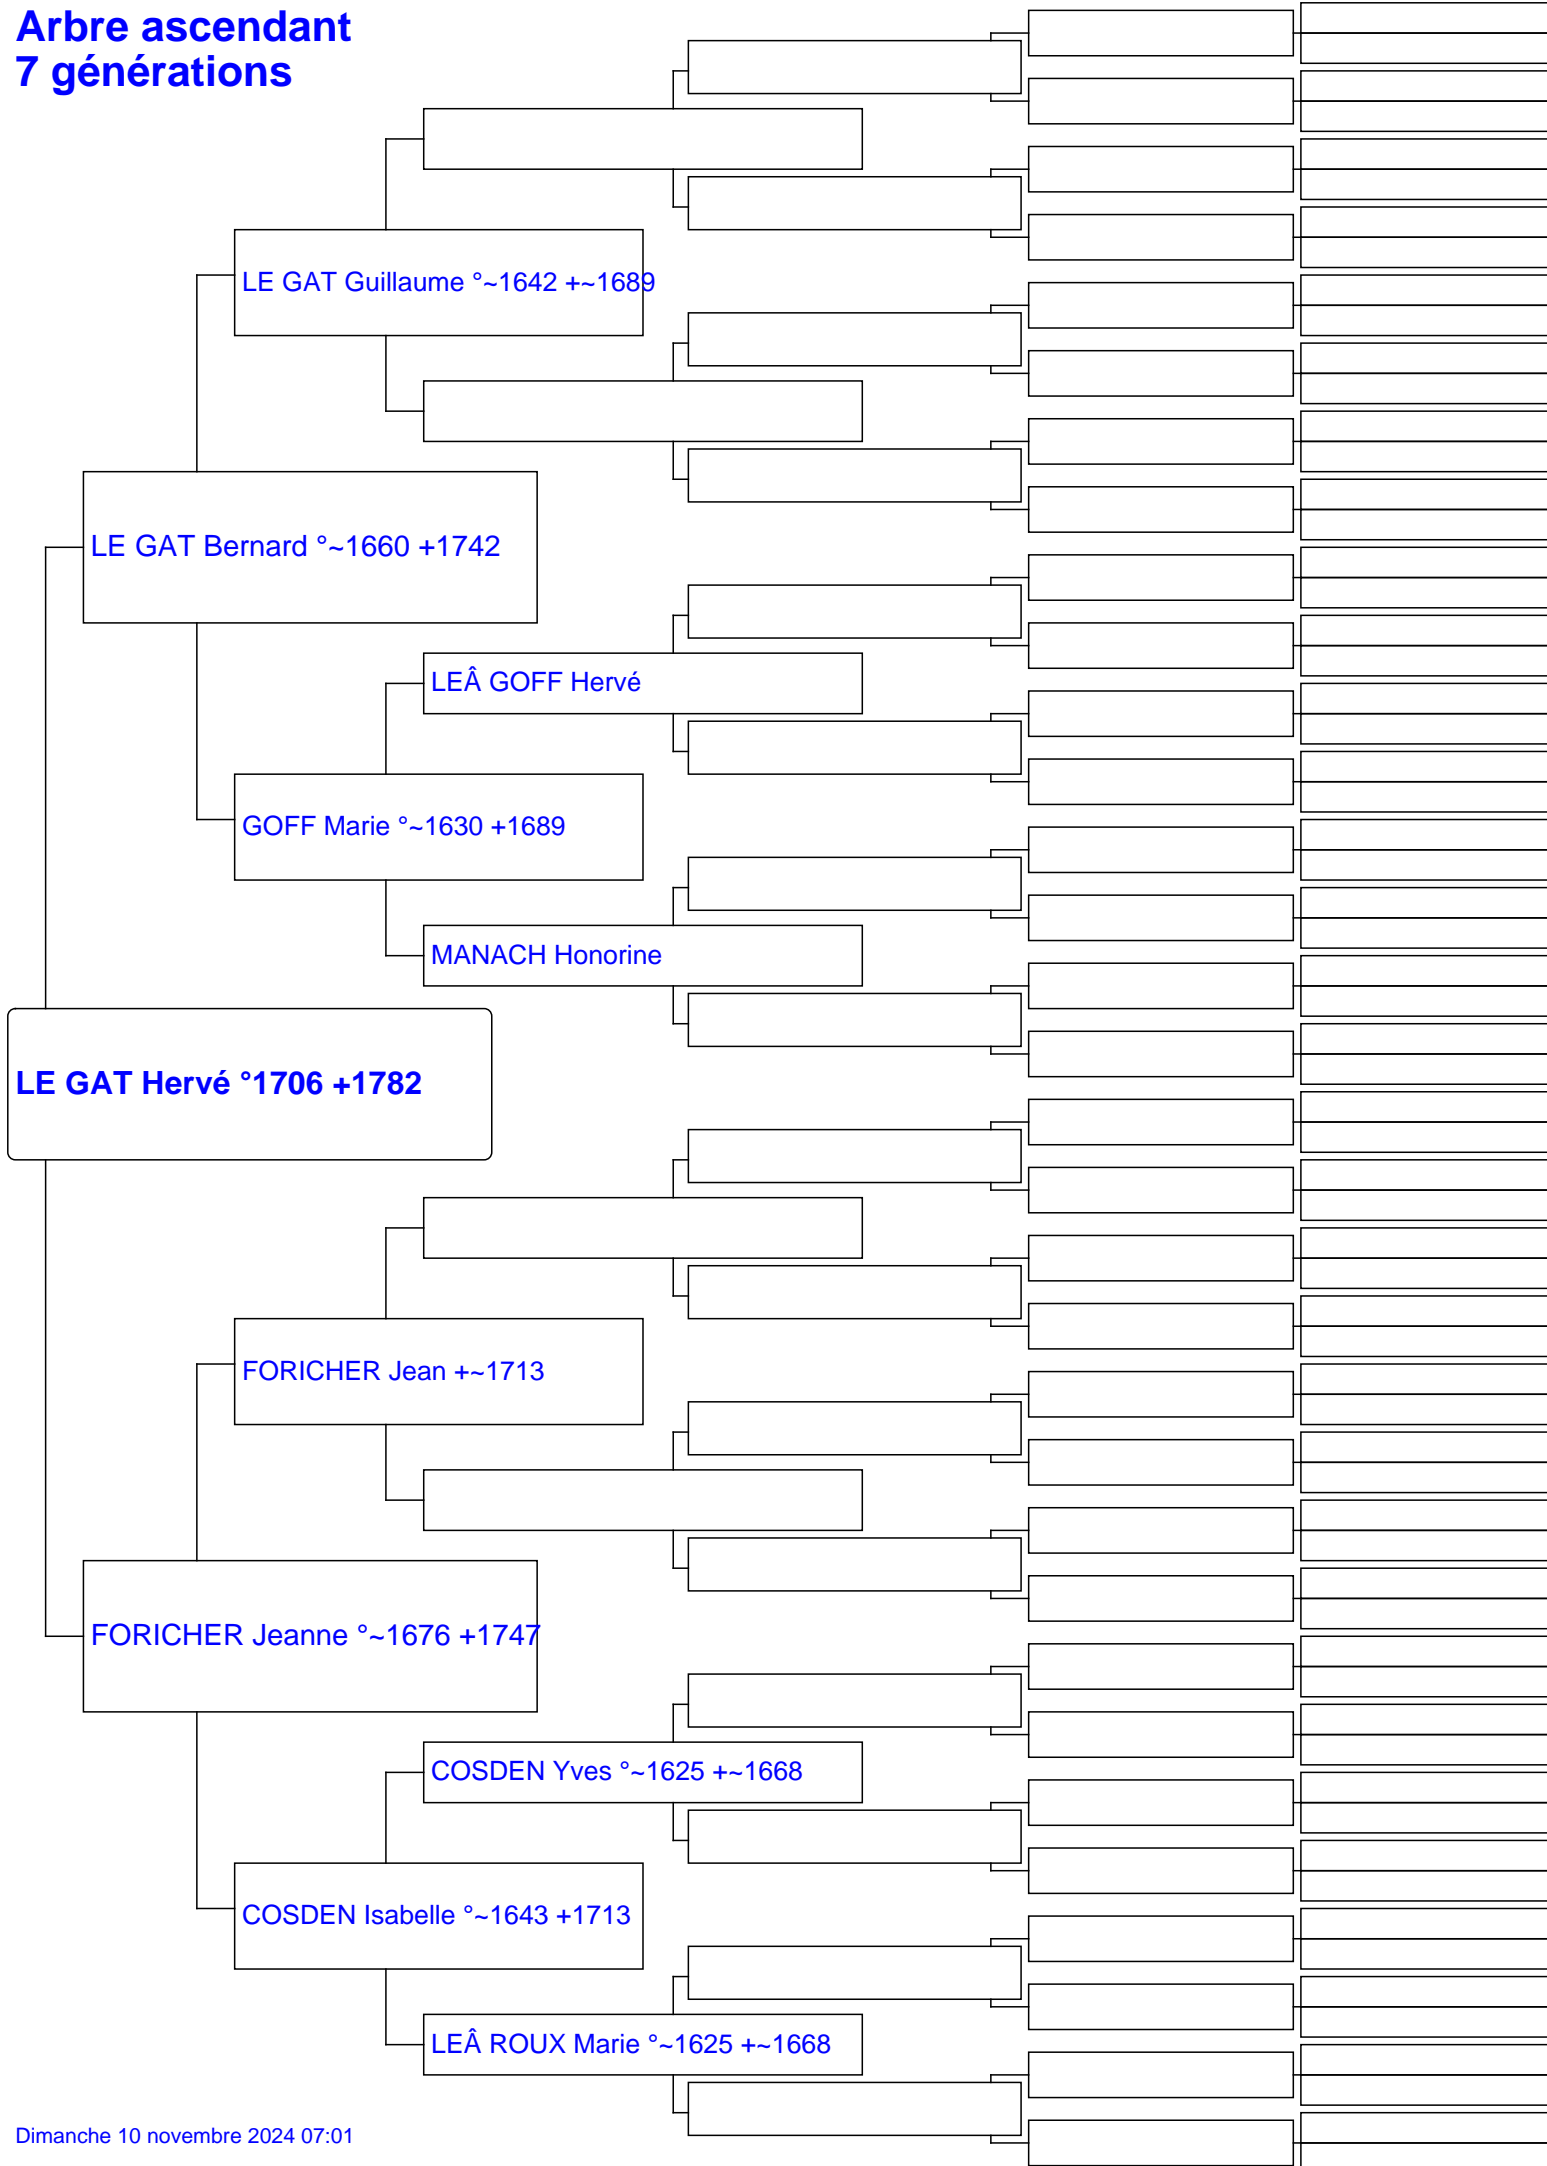 Arbre ascendant
7 générations
LE GAT Guillaume °~1642 +~1689
LE GAT Bernard °~1660 +1742
LEÂ GOFF Hervé
GOFF Marie °~1630 +1689
MANACH Honorine
LE GAT Hervé °1706 +1782
FORICHER Jean +~1713
FORICHER Jeanne °~1676 +1747
COSDEN Yves °~1625 +~1668
COSDEN Isabelle °~1643 +1713
LEÂ ROUX Marie °~1625 +~1668
Dimanche 10 novembre 2024 07:01